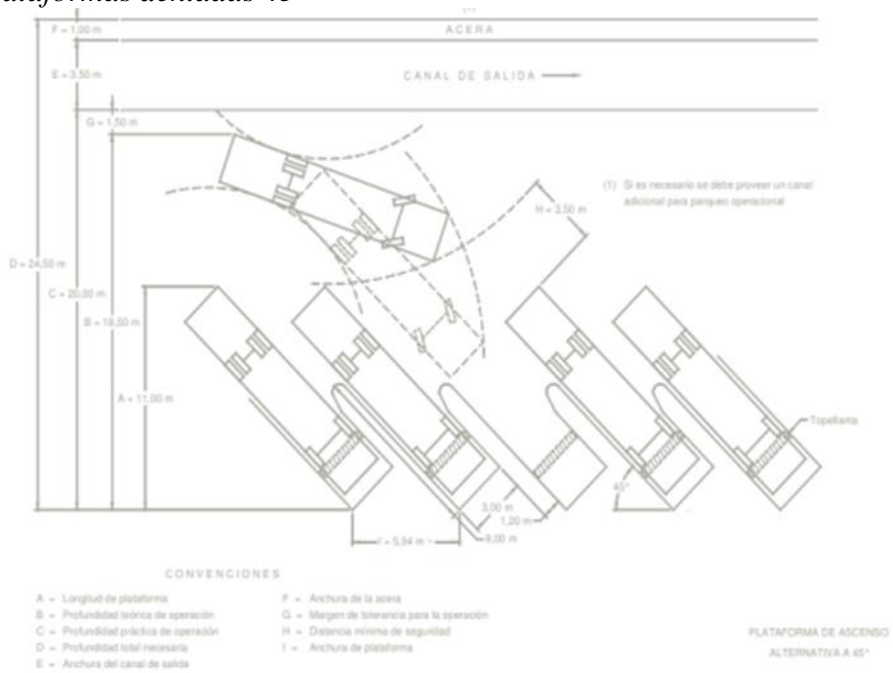 F = 1,00 m
ACERA
E = 3,50 m
CANAL DE SALIDA
G = 1,50 m
(1) Si es necesario se debe proveer un canal
adicional para parqueo operacional
H = 3,50 m
D = 24,50 m
C = 20,00 m
B = 18,50 m
A = 11,00 m
Topellanta
45°
3,00 m
1,20 m
9,00 m
I = 5,94 m
CONVENCIONES
A = Longitud de plataforma
B = Profundidad teórica de operación
C = Profundidad práctica de operación
D = Profundidad total necesaria
E = Anchura del canal de salida
F = Anchura de la acera
G = Margen de tolerancia para la operación
H = Distancia mínima de seguridad
I = Anchura de plataforma
PLATAFORMA DE ASCENSO
ALTERNATIVA A 45°